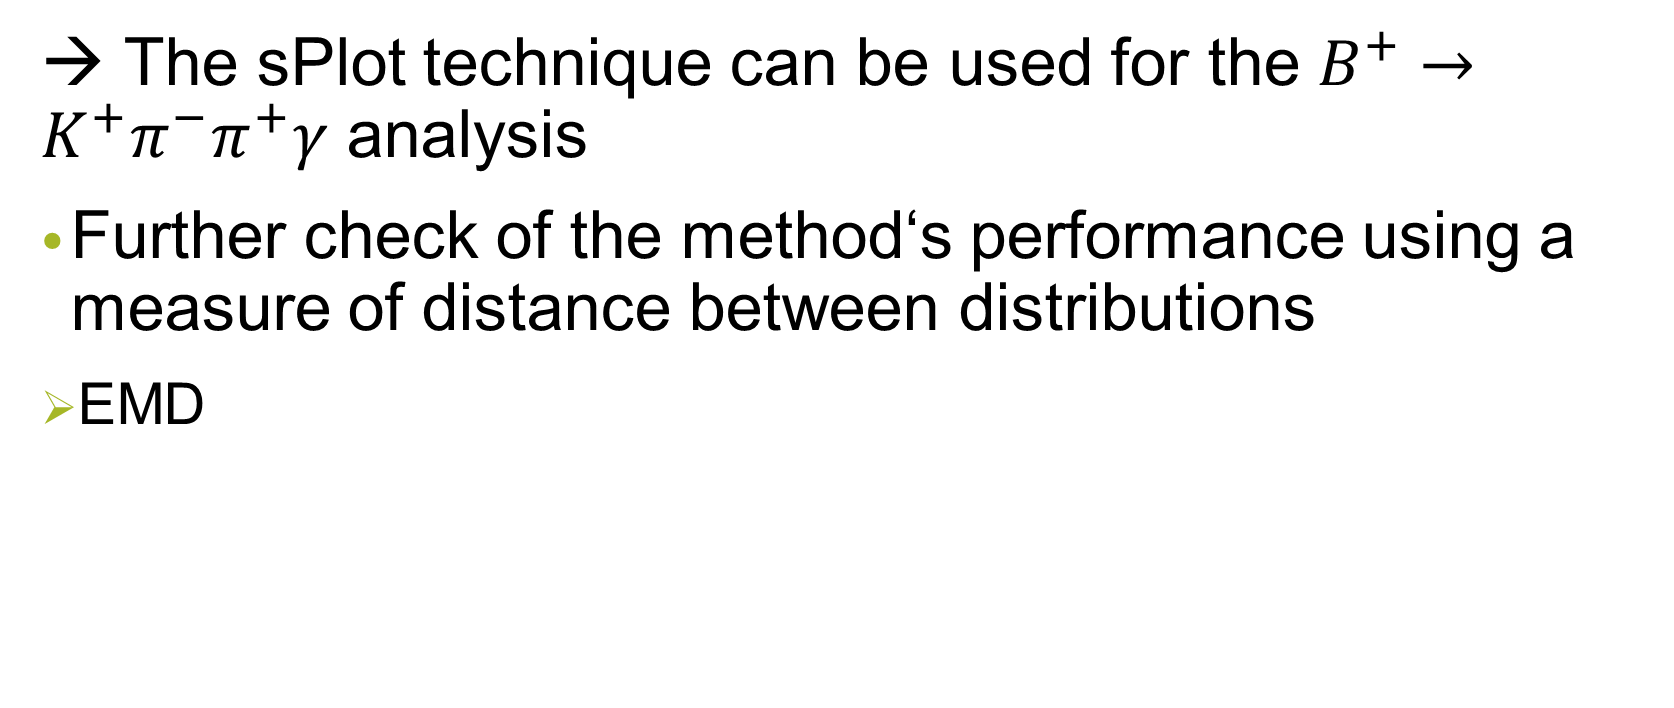 → The sPlot technique can be used for the B⁺ →
K⁺π⁻π⁺γ analysis
• Further check of the method‘s performance using a
measure of distance between distributions
➢ EMD